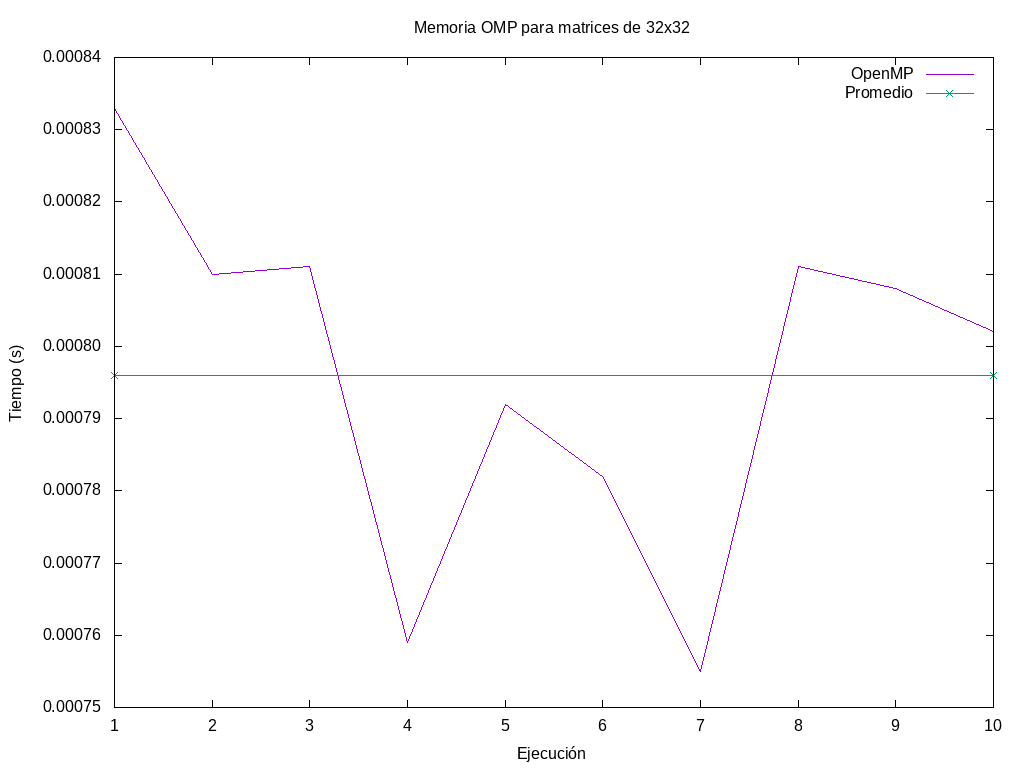 Memoria OMP para matrices de 32x32
OpenMP
Promedio
0.00084
0.00083
0.00082
0.00081
0.00080
0.00079
0.00078
0.00077
0.00076
0.00075
Tiempo (s)
1 2 3 4 5 6 7 8 9 10
Ejecución